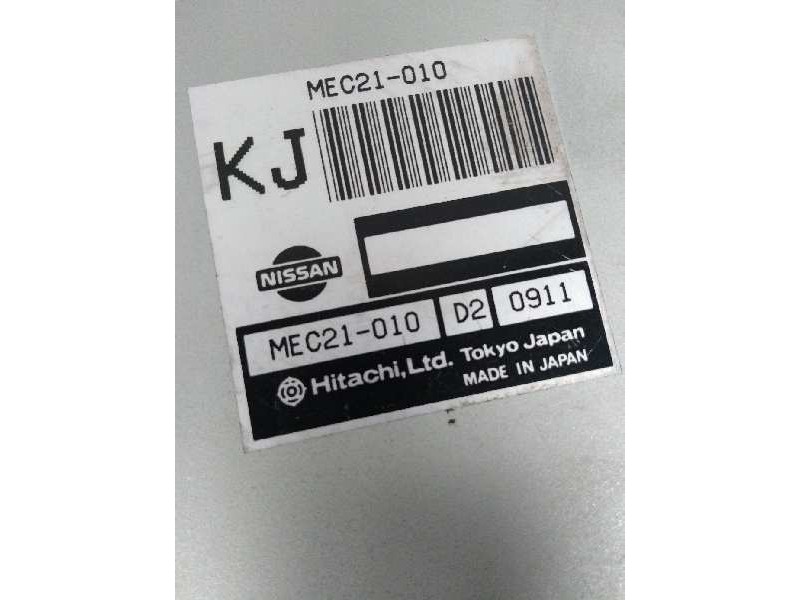 MEC21-010
KJ
NISSAN
MEC21-010 D2 0911
Hitachi,Ltd. Tokyo Japan
MADE IN JAPAN